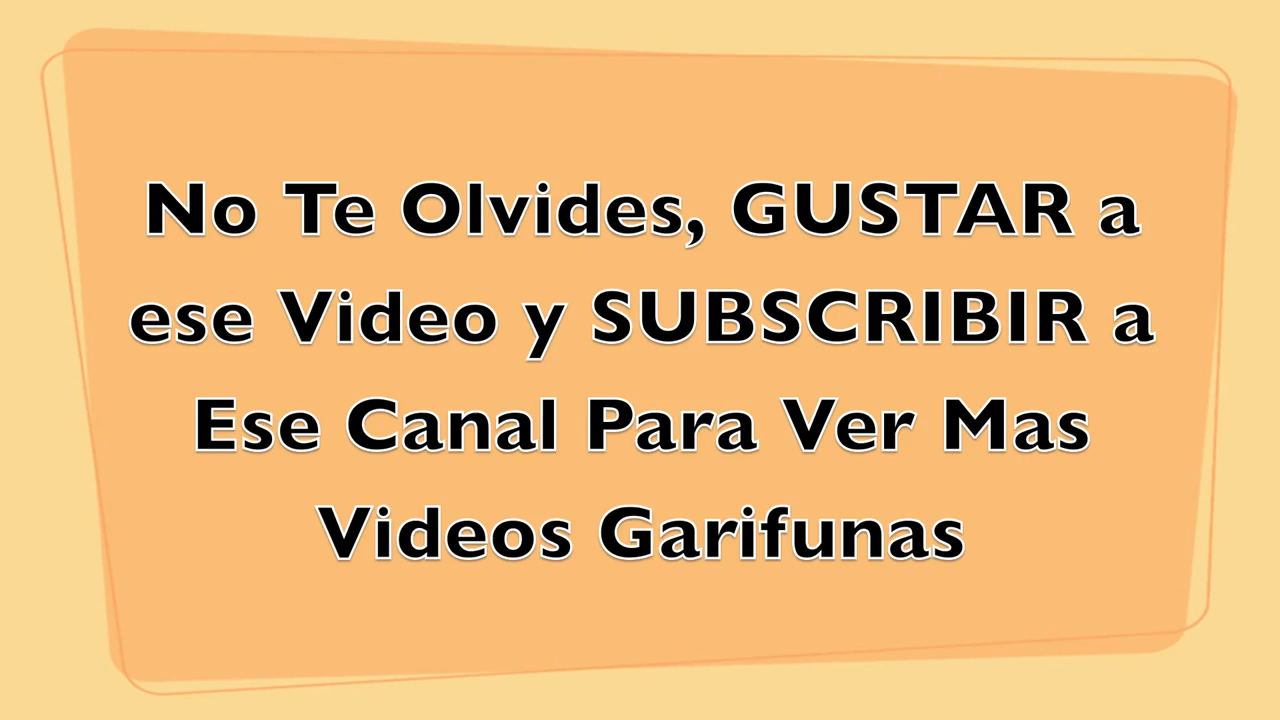 No Te Olvides, GUSTAR a
ese Video y SUBSCRIBIR a
Ese Canal Para Ver Mas
Videos Garifunas